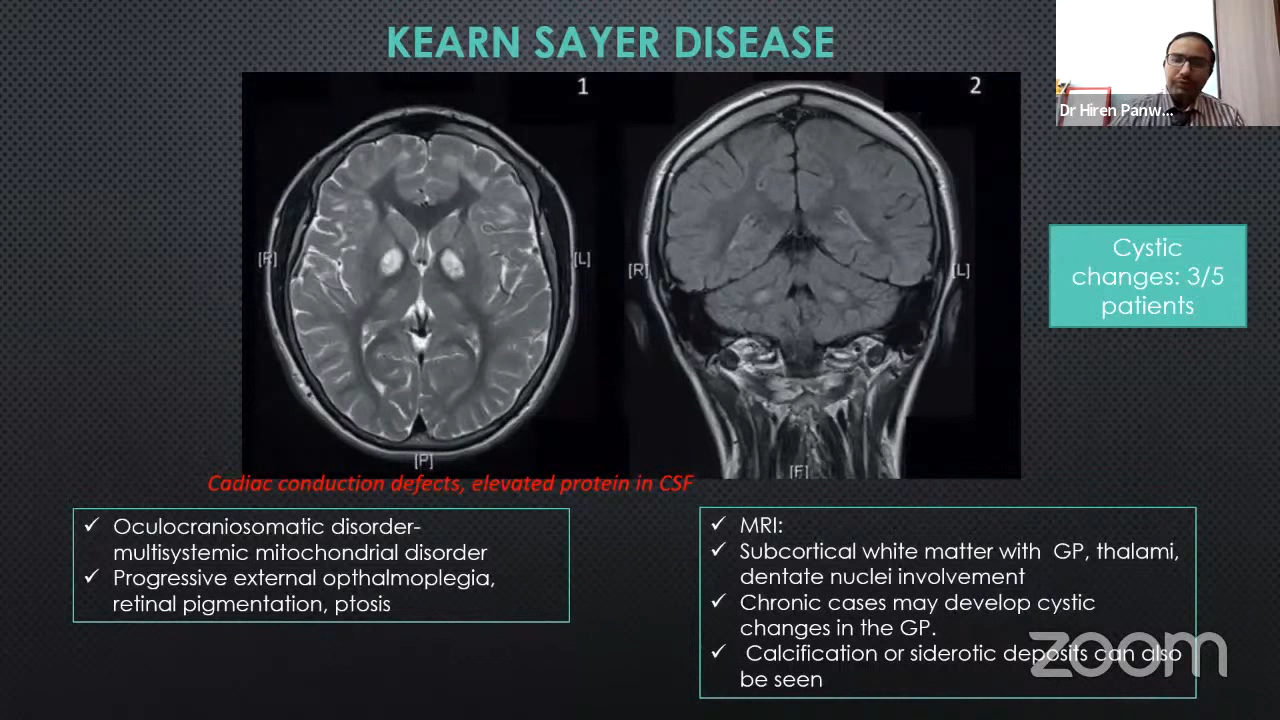 KEARN SAYER DISEASE
1
2
Dr Hiren Panw...
[R]
[L]
[R]
[L]
[P]
[F]
Cystic
changes: 3/5
patients
Cadiac conduction defects, elevated protein in CSF
✓ Oculocraniosomatic disorder-
multisystemic mitochondrial disorder
✓ Progressive external opthalmoplegia,
retinal pigmentation, ptosis
✓ MRI:
✓ Subcortical white matter with GP, thalami,
dentate nuclei involvement
✓ Chronic cases may develop cystic
changes in the GP.
✓ Calcification or siderotic deposits can also
be seen
zoom